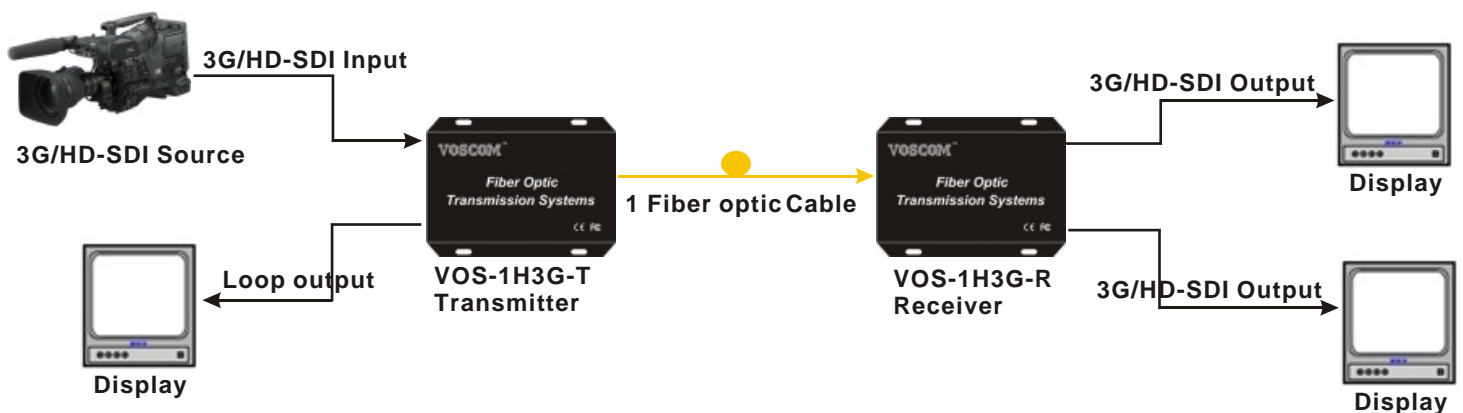 3G/HD-SDI Input
3G/HD-SDI Source
Loop output
Display
VOSCOM™
Fiber Optic
Transmission Systems
CE FC
VOS-1H3G-T
Transmitter
1 Fiber optic Cable
VOSCOM™
Fiber Optic
Transmission Systems
CE FC
VOS-1H3G-R
Receiver
3G/HD-SDI Output
Display
3G/HD-SDI Output
Display